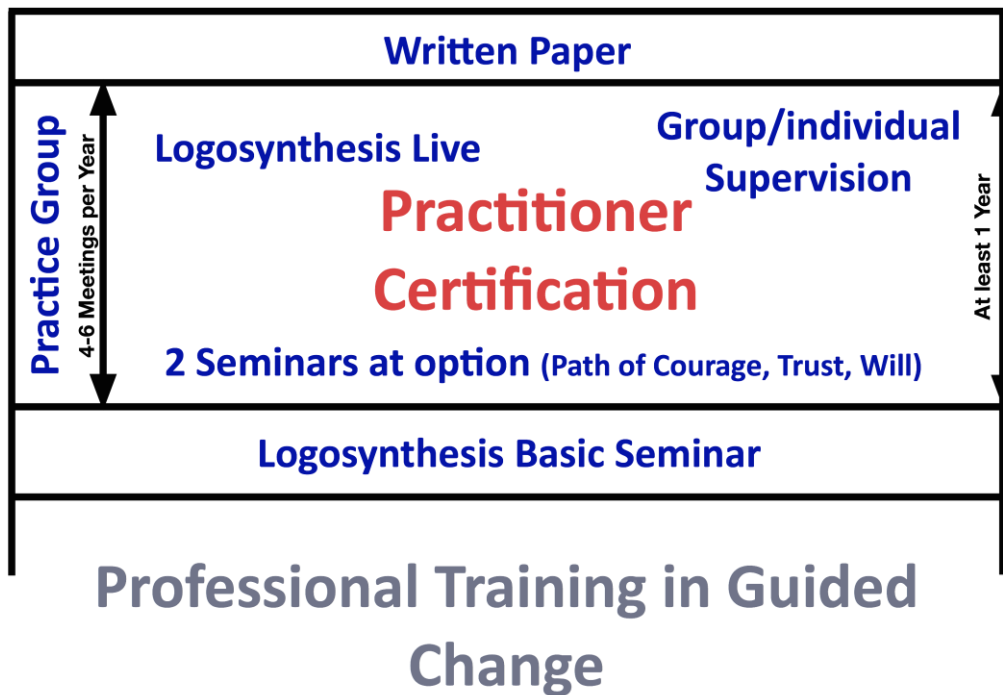 Written Paper
Practice Group
4-6 Meetings per Year
Logosynthesis Live
Group/individual
Supervision
Practitioner
Certification
At least 1 Year
2 Seminars at option (Path of Courage, Trust, Will)
Logosynthesis Basic Seminar
Professional Training in Guided
Change